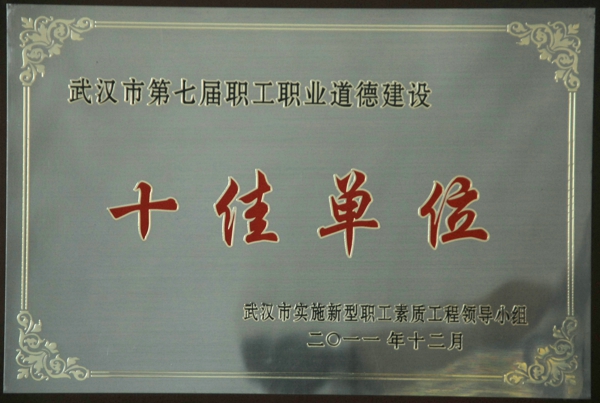 武汉市第七届职工职业道德建设
十佳单位
武汉市实施新型职工素质工程领导小组
二〇一一年十二月